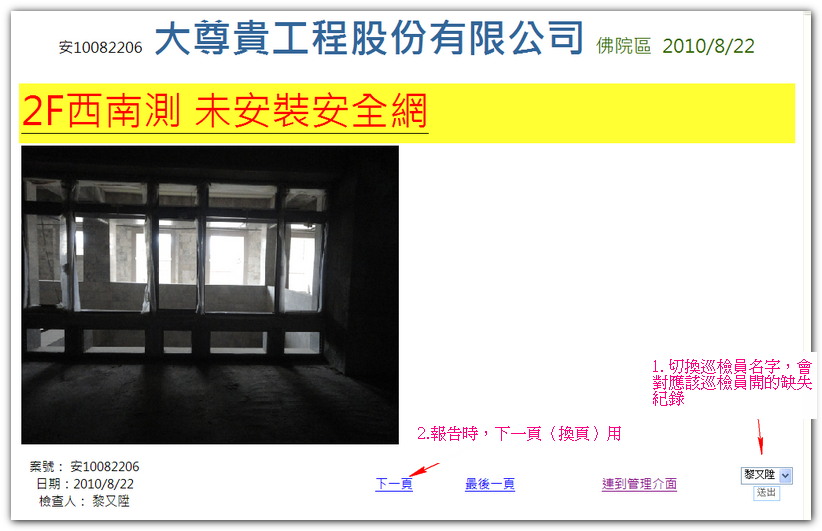 安10082206 大尊貴工程股份有限公司 佛院區 2010/8/22
2F西南測 未安裝安全網
1.切換巡檢員名字，會
對應該巡檢員開的缺失
紀錄
2.報告時，下一頁（換頁）用
案號： 安10082206
日期：2010/8/22
檢查人： 黎又陞
下一頁 最後一頁 連到管理介面 黎又陞
送出